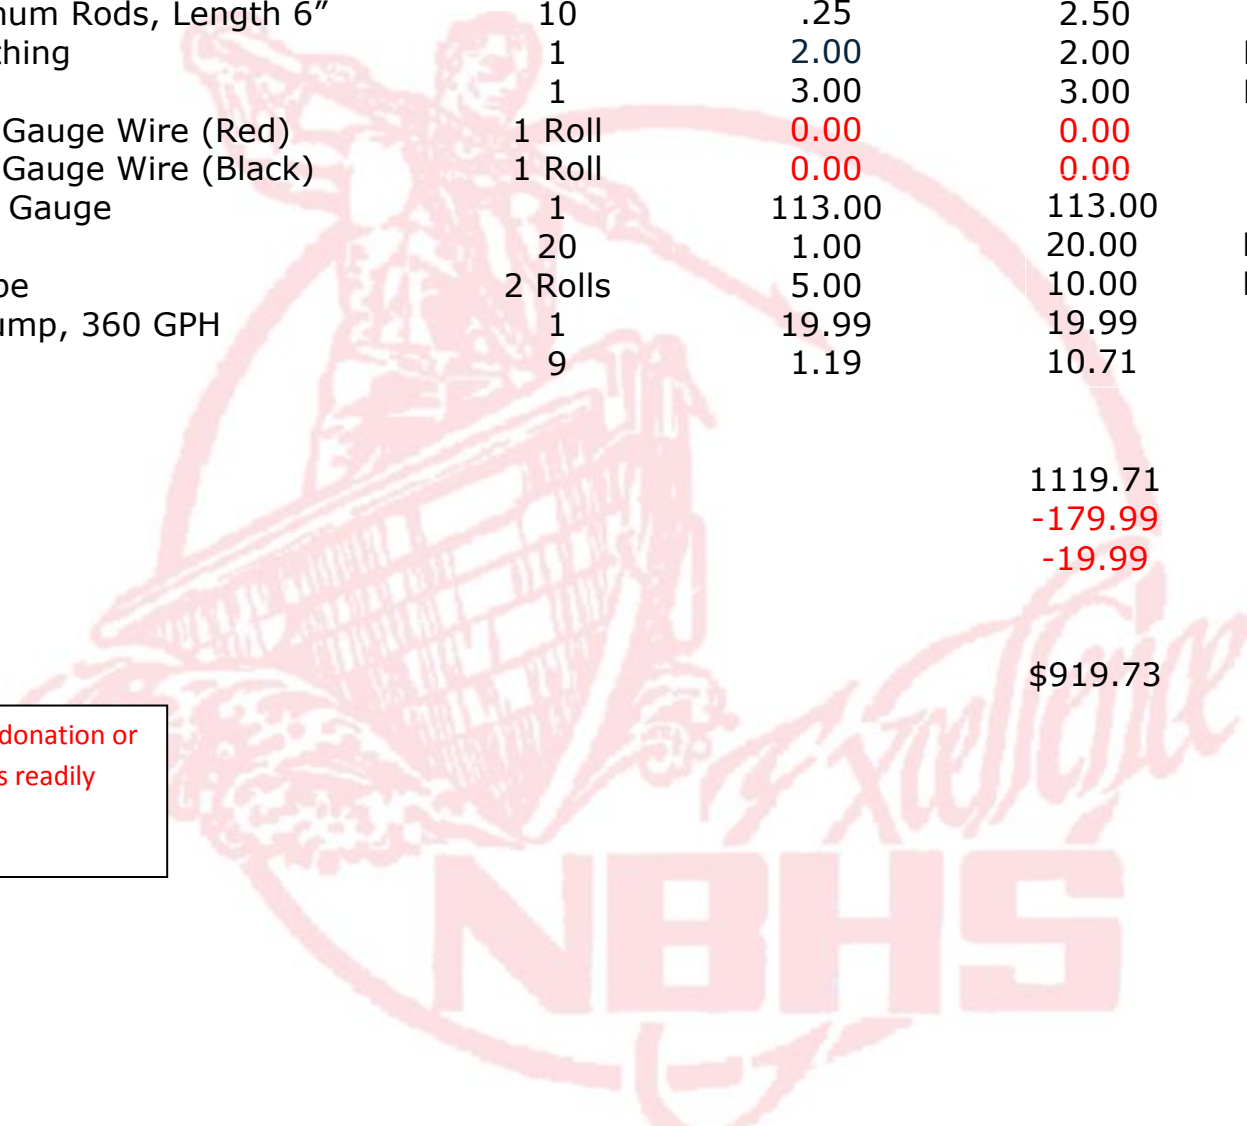 num Rods, Length 6” 10 .25 2.50
thing 1 2.00 2.00
1 3.00 3.00
Gauge Wire (Red) 1 Roll 0.00 0.00
Gauge Wire (Black) 1 Roll 0.00 0.00
Gauge 1 113.00 113.00
20 1.00 20.00
pe 2 Rolls 5.00 10.00
ump, 360 GPH 1 19.99 19.99
9 1.19 10.71
1119.71
-179.99
-19.99
$919.73
donation or
s readily
Excellence
NBHS